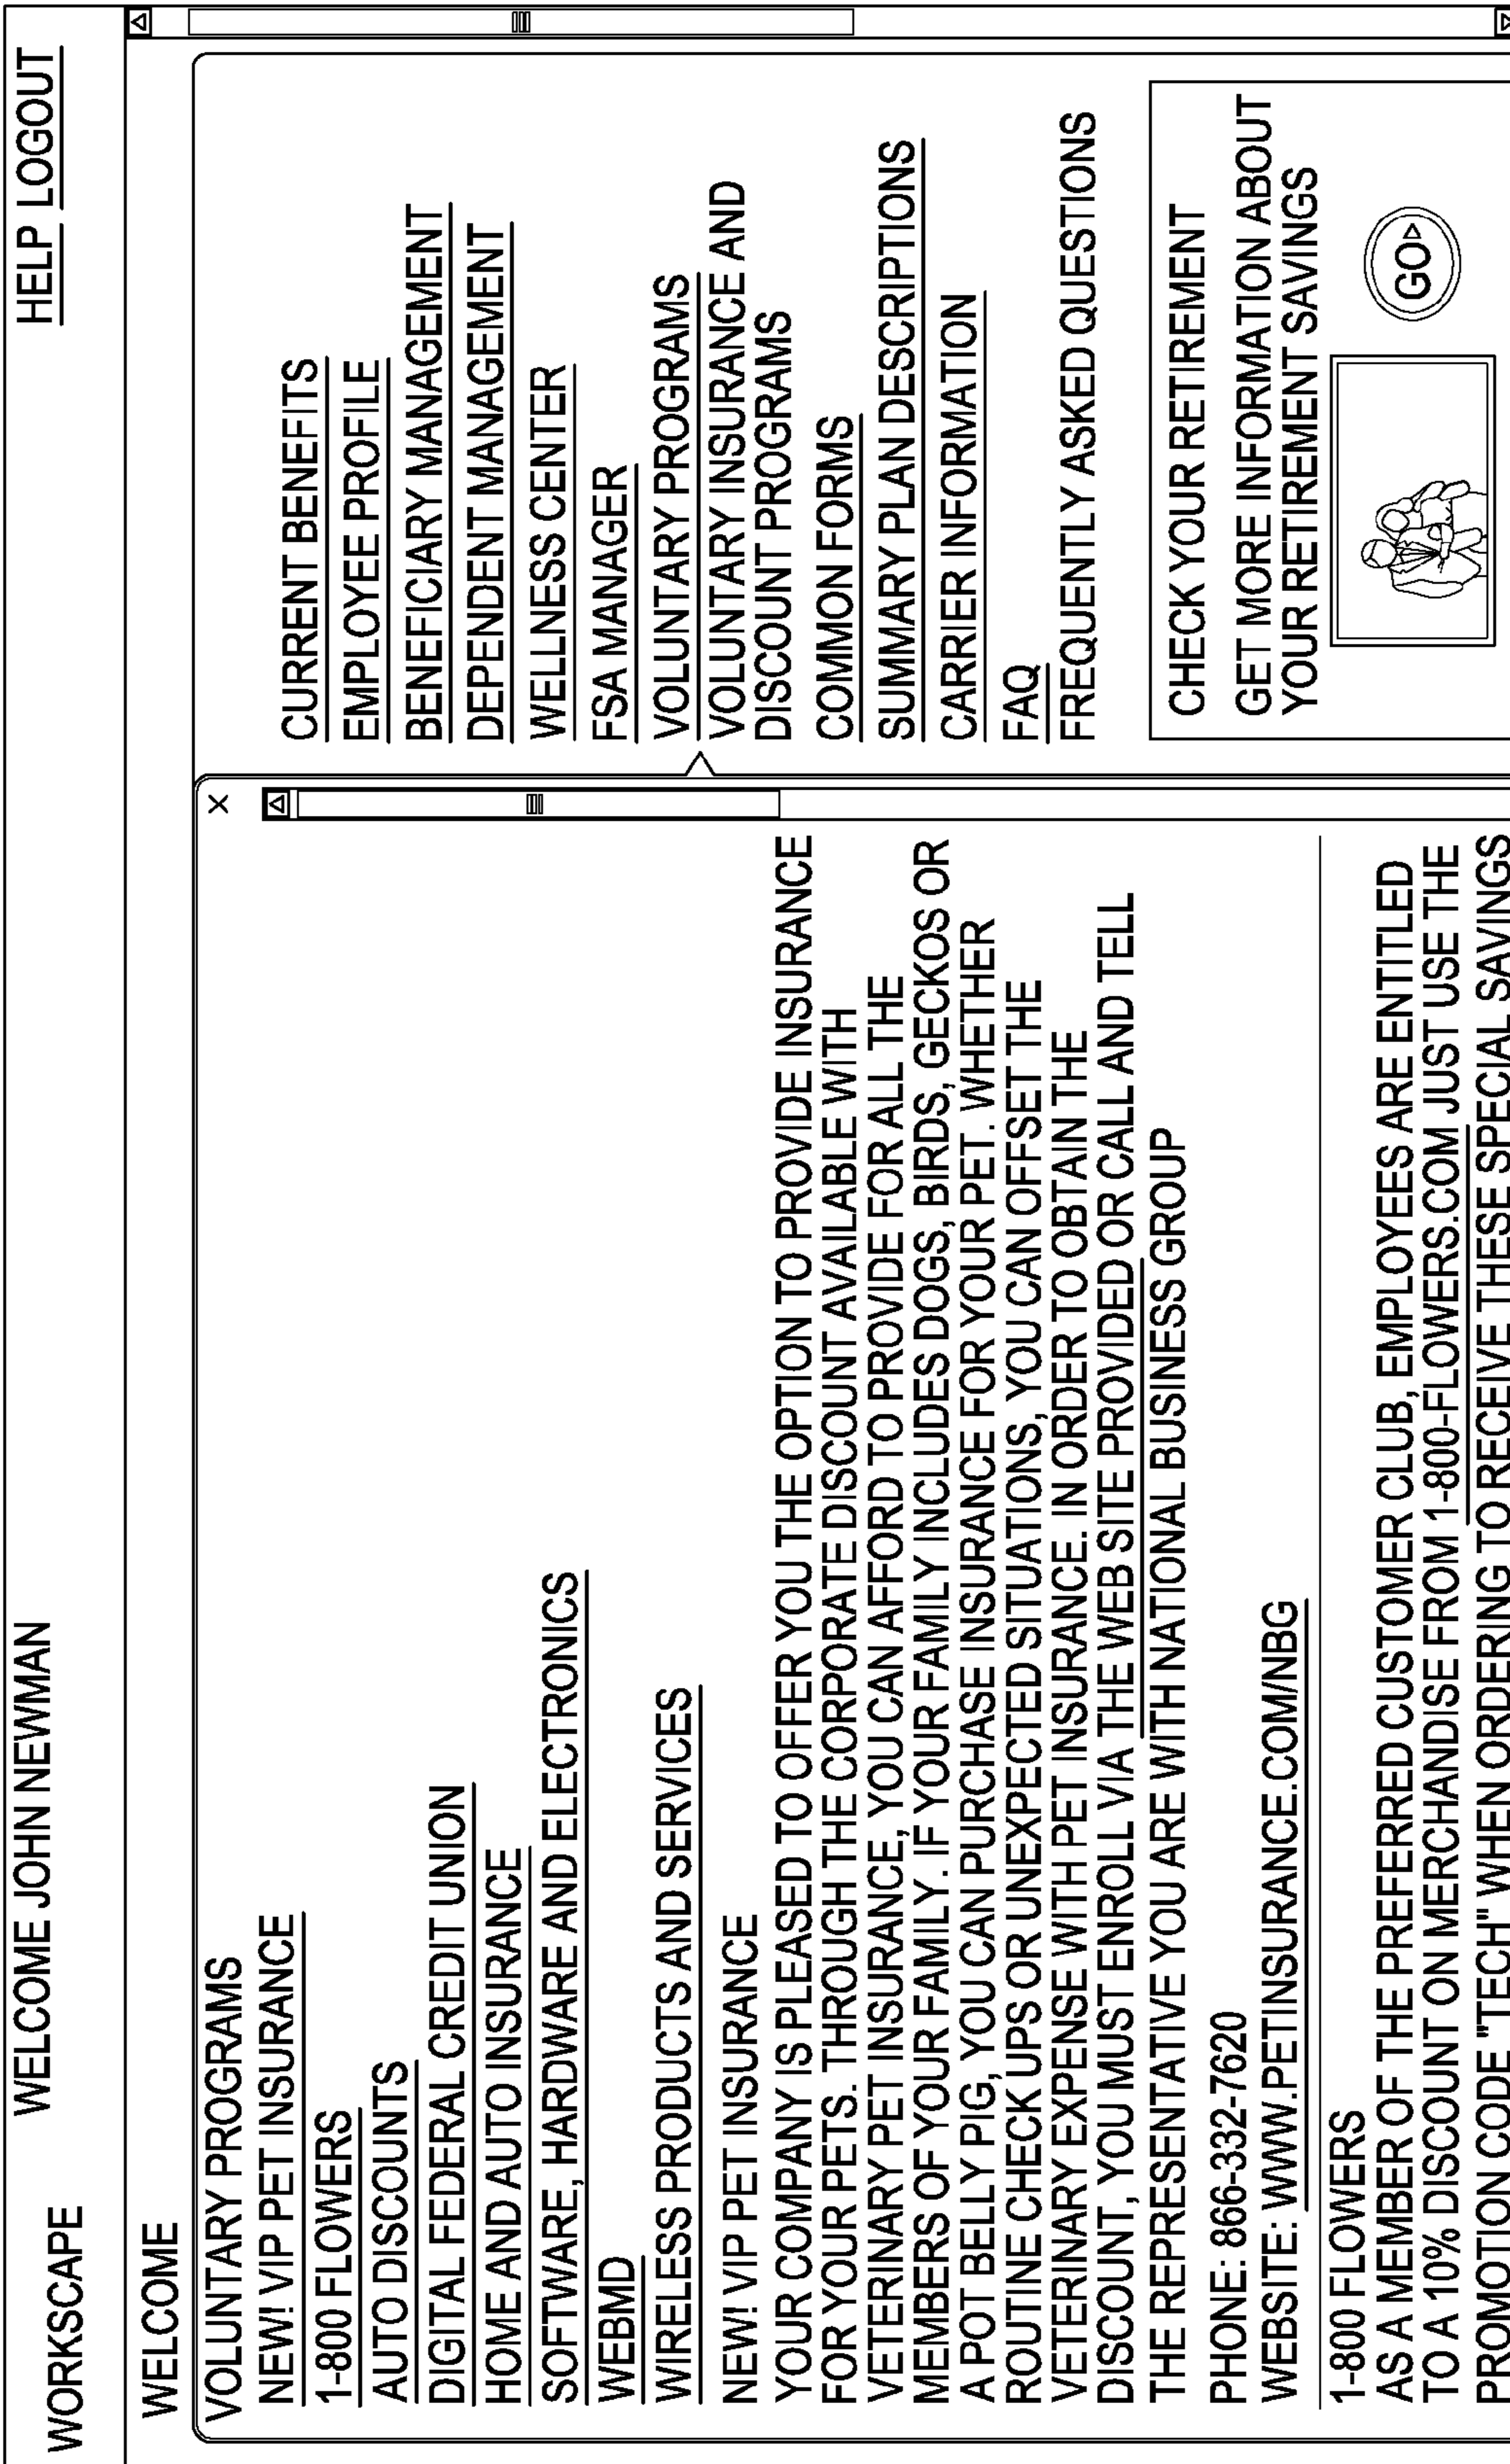 WORKSCAPE
WELCOME JOHN NEWMAN
HELP LOGOUT
WELCOME
VOLUNTARY PROGRAMS
X
NEW! VIP PET INSURANCE
1-800 FLOWERS
AUTO DISCOUNTS
DIGITAL FEDERAL CREDIT UNION
HOME AND AUTO INSURANCE
SOFTWARE, HARDWARE AND ELECTRONICS
WEBMD
WIRELESS PRODUCTS AND SERVICES
NEW! VIP PET INSURANCE
YOUR COMPANY IS PLEASED TO OFFER YOU THE OPTION TO PROVIDE INSURANCE
FOR YOUR PETS. THROUGH THE CORPORATE DISCOUNT AVAILABLE WITH
VETERINARY PET INSURANCE, YOU CAN AFFORD TO PROVIDE FOR ALL THE
MEMBERS OF YOUR FAMILY. IF YOUR FAMILY INCLUDES DOGS, BIRDS, GECKOS OR
A POT BELLY PIG, YOU CAN PURCHASE INSURANCE FOR YOUR PET. WHETHER
ROUTINE CHECK UPS OR UNEXPECTED SITUATIONS, YOU CAN OFFSET THE
VETERINARY EXPENSE WITH PET INSURANCE. IN ORDER TO OBTAIN THE
DISCOUNT, YOU MUST ENROLL VIA THE WEB SITE PROVIDED OR CALL AND TELL
THE REPRESENTATIVE YOU ARE WITH NATIONAL BUSINESS GROUP
PHONE: 866-332-7620
WEBSITE: WWW.PETINSURANCE.COM/NBG
1-800 FLOWERS
AS A MEMBER OF THE PREFERRED CUSTOMER CLUB, EMPLOYEES ARE ENTITLED
TO A 10% DISCOUNT ON MERCHANDISE FROM 1-800-FLOWERS.COM JUST USE THE
PROMOTION CODE "TECH" WHEN ORDERING TO RECEIVE THESE SPECIAL SAVINGS
CURRENT BENEFITS
EMPLOYEE PROFILE
BENEFICIARY MANAGEMENT
DEPENDENT MANAGEMENT
WELLNESS CENTER
FSA MANAGER
VOLUNTARY PROGRAMS
VOLUNTARY INSURANCE AND
DISCOUNT PROGRAMS
COMMON FORMS
SUMMARY PLAN DESCRIPTIONS
CARRIER INFORMATION
FAQ
FREQUENTLY ASKED QUESTIONS
CHECK YOUR RETIREMENT
GET MORE INFORMATION ABOUT
YOUR RETIREMENT SAVINGS
GO